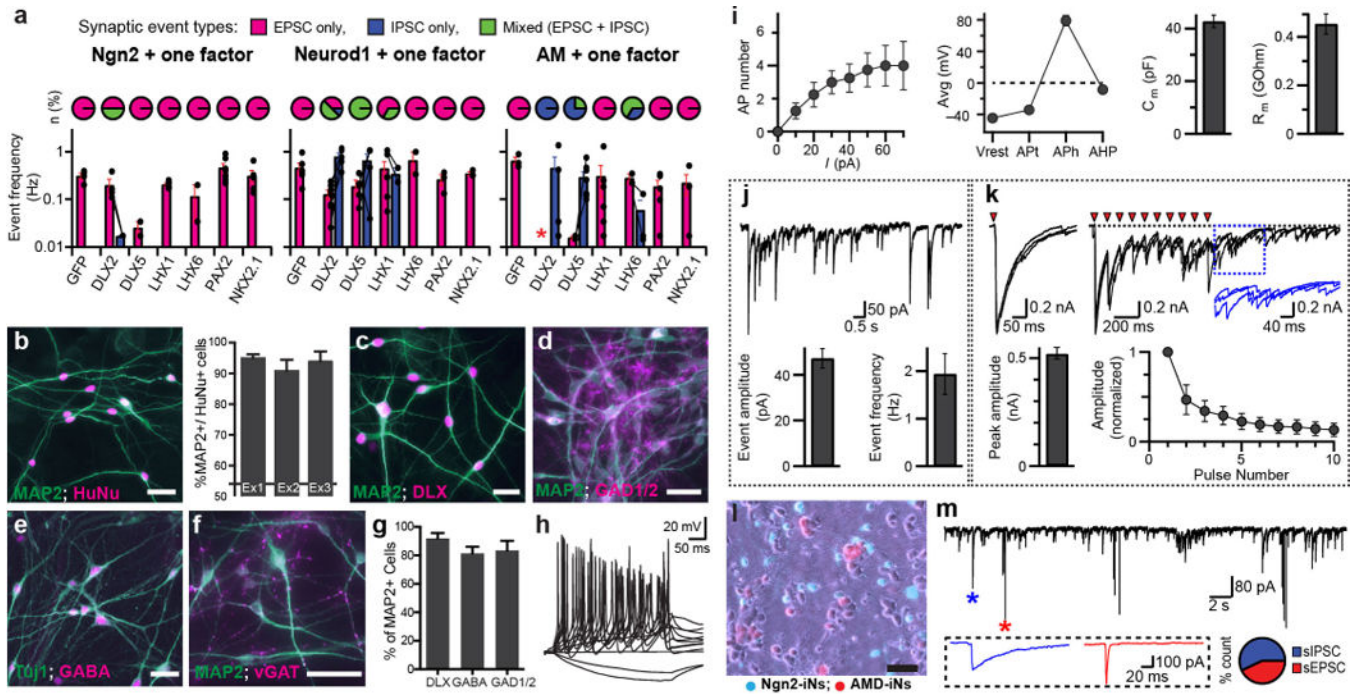 a
Synaptic event types: EPSC only, IPSC only, Mixed (EPSC + IPSC)
Ngn2 + one factor
Neurod1 + one factor
AM + one factor
n (%)
Event frequency (Hz)
1
0.1
0.01
GFP DLX2 DLX5 LHX1 LHX6 PAX2 NKX2.1
GFP DLX2 DLX5 LHX1 LHX6 PAX2 NKX2.1
*
GFP DLX2 DLX5 LHX1 LHX6 PAX2 NKX2.1
b
MAP2; HuNu
%MAP2+/ HuNu+ cells
100
90
80
70
60
50
Ex1 Ex2 Ex3
c
MAP2; DLX
d
MAP2; GAD1/2
e
Tuj1; GABA
f
MAP2; vGAT
g
% of MAP2+ Cells
100
80
60
40
20
0
DLX GABA GAD1/2
h
20 mV
50 ms
i
AP number
6
4
2
0
0 20 40 60
I (pA)
Avg (mV)
80
40
0
−40
Vrest APt APh AHP
Cm (pF)
40
20
0
Rm (GOhm)
0.4
0.2
0
j
50 pA
0.5 s
Event amplitude (pA)
40
20
0
Event frequency (Hz)
2
1
0
k
0.2 nA
50 ms
0.2 nA
200 ms
0.2 nA
40 ms
Peak amplitude (nA)
0.5
0
Amplitude (normalized)
1
0
0 5 10
Pulse Number
l
Ngn2-iNs; AMD-iNs
m
80 pA
2 s
*
*
100 pA
20 ms
% count
sIPSC
sEPSC